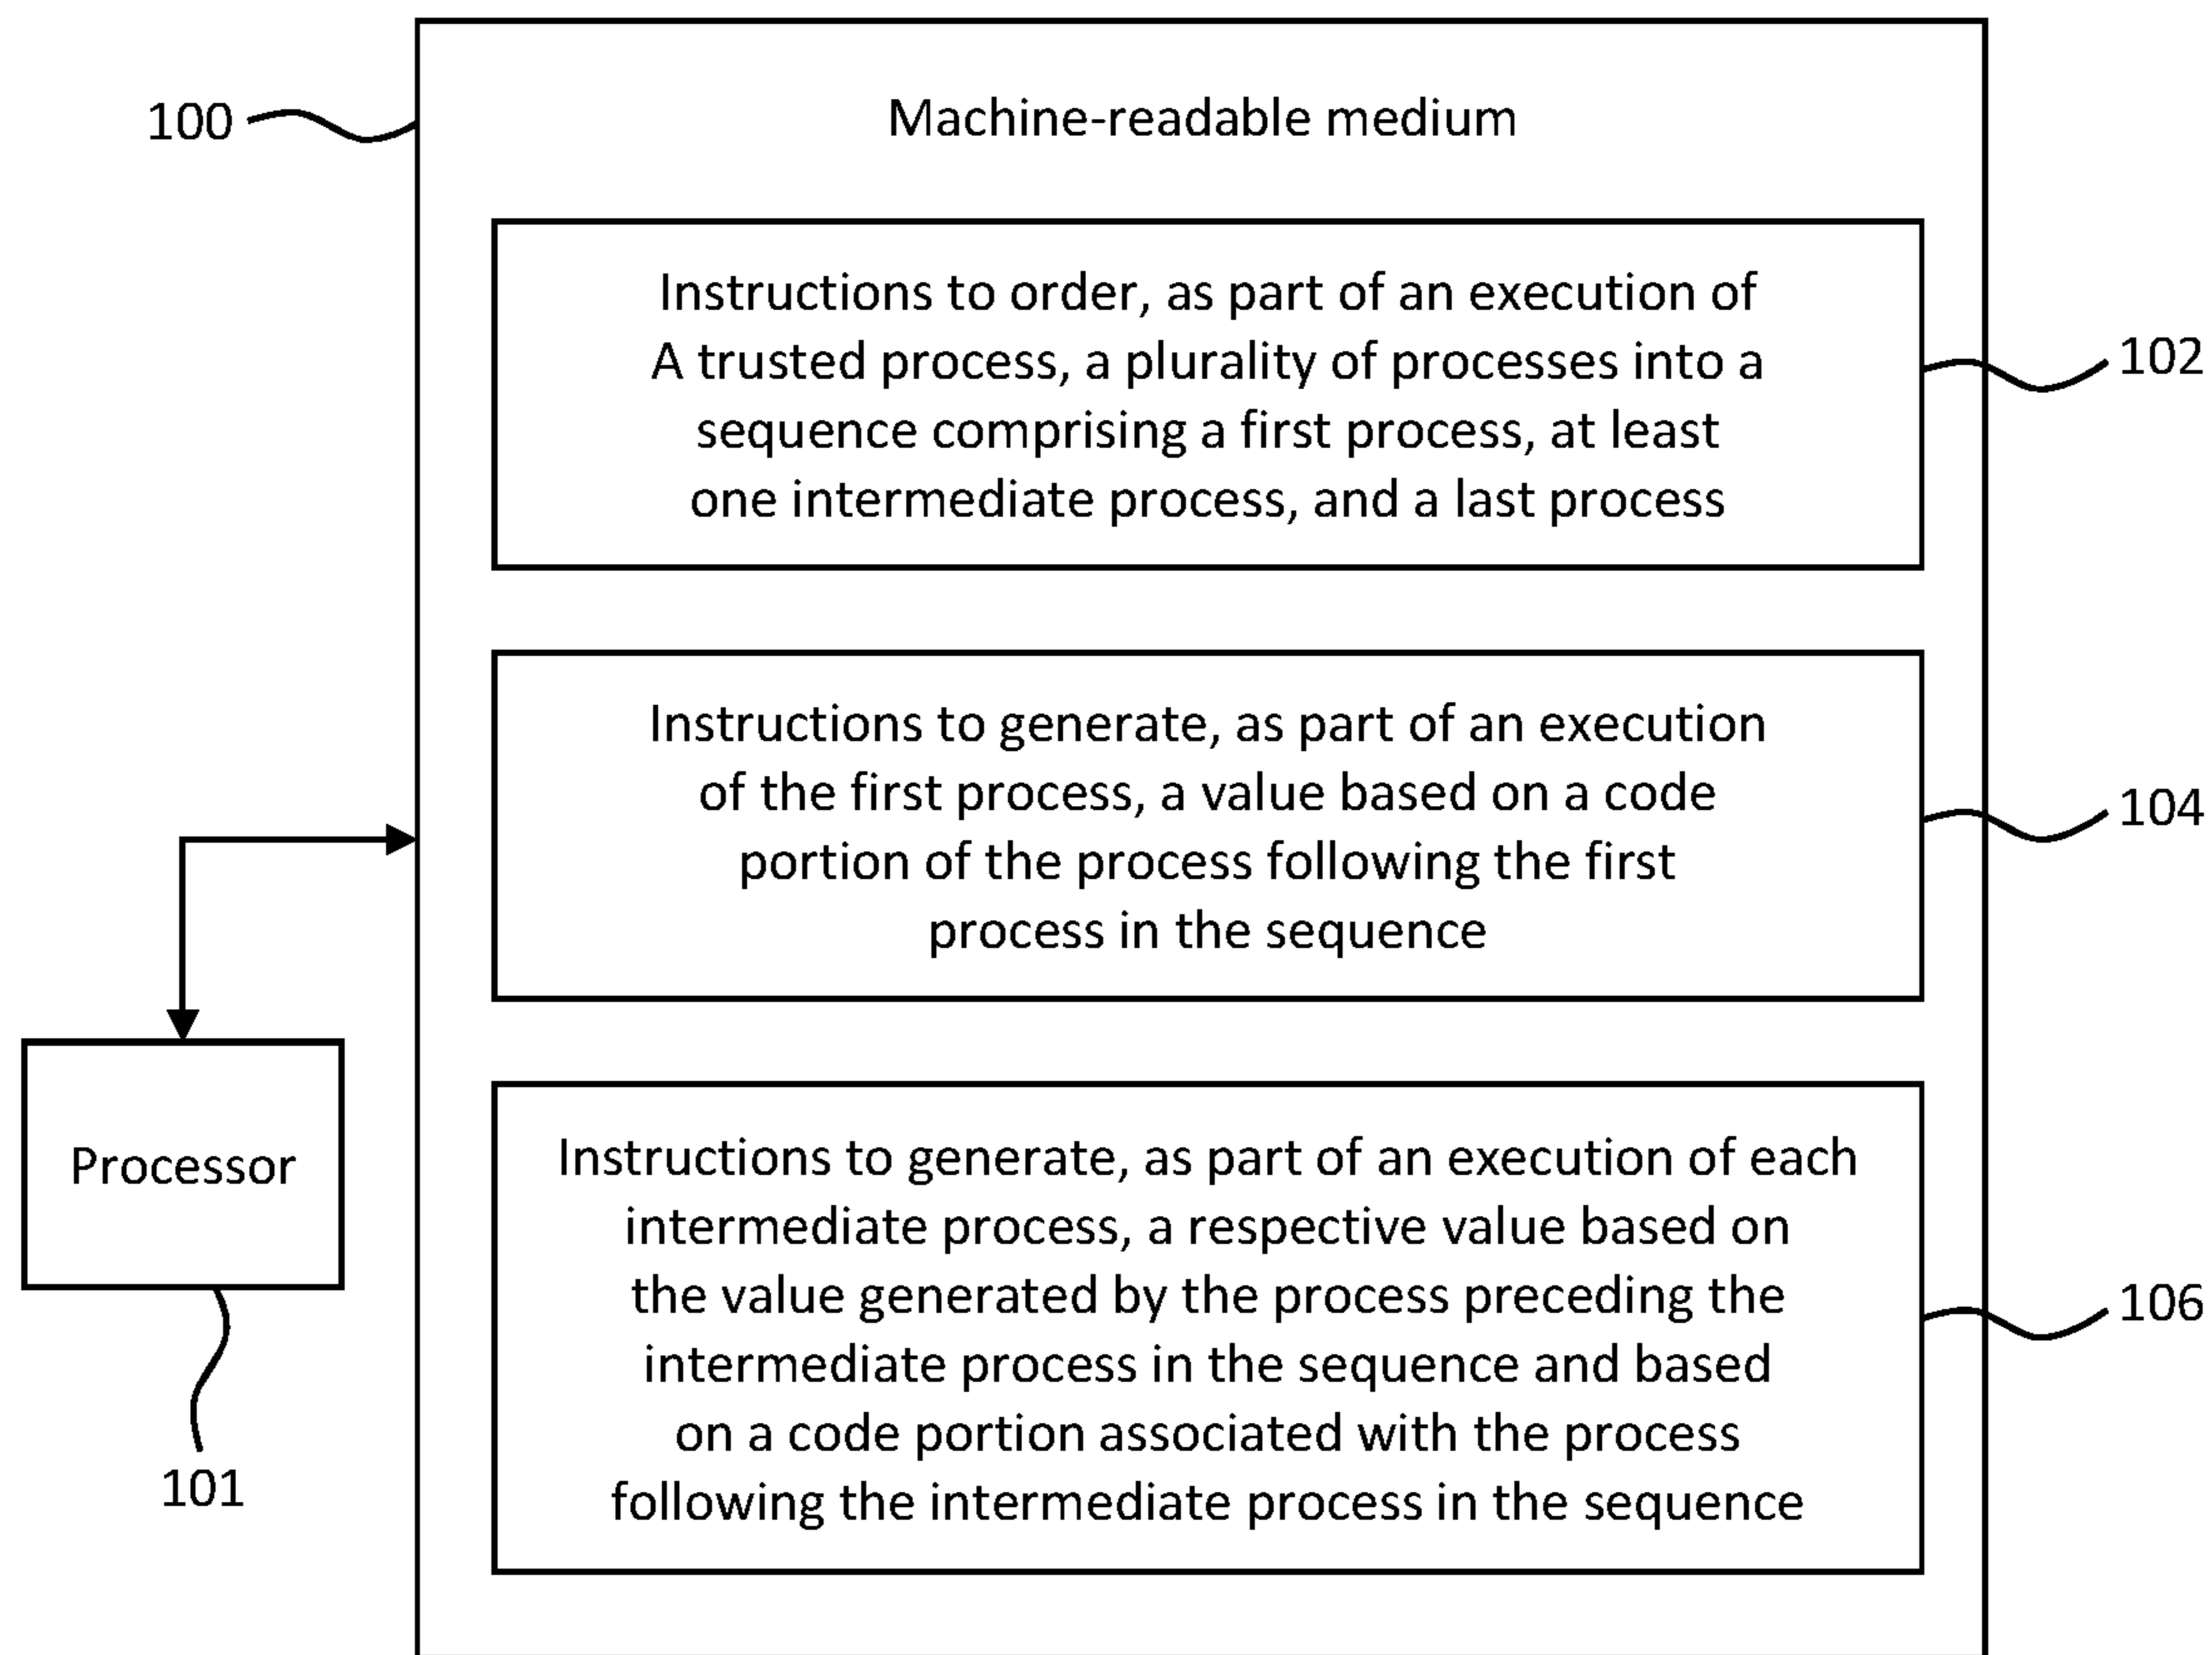 100
Machine-readable medium
Instructions to order, as part of an execution of
A trusted process, a plurality of processes into a
sequence comprising a first process, at least
one intermediate process, and a last process
102
Instructions to generate, as part of an execution
of the first process, a value based on a code
portion of the process following the first
process in the sequence
104
Processor
101
Instructions to generate, as part of an execution of each
intermediate process, a respective value based on
the value generated by the process preceding the
intermediate process in the sequence and based
on a code portion associated with the process
following the intermediate process in the sequence
106